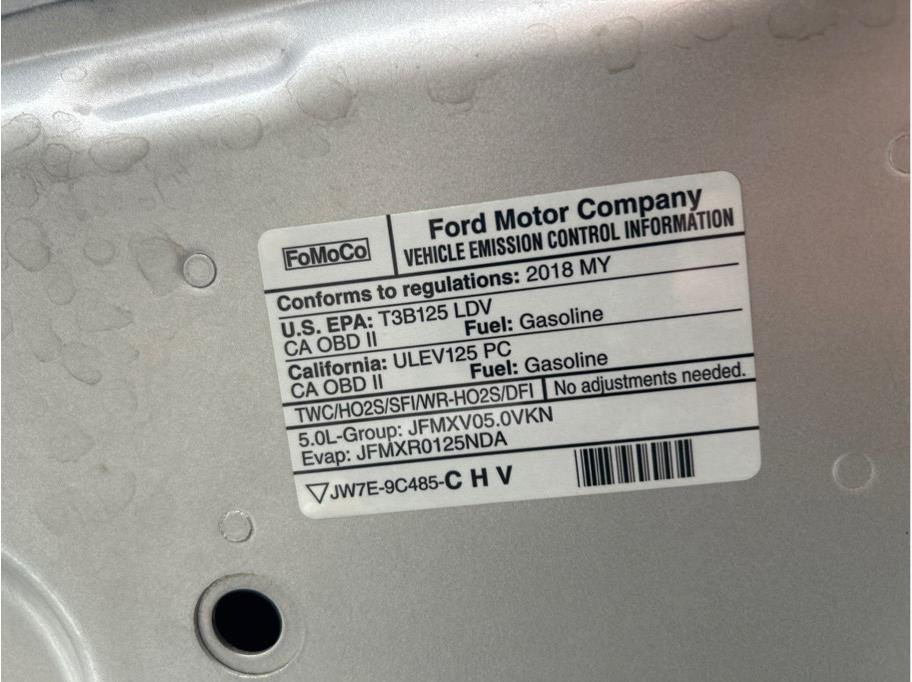 FoMoCo
Ford Motor Company
VEHICLE EMISSION CONTROL INFORMATION
Conforms to regulations: 2018 MY
U.S. EPA: T3B125 LDV
CA OBD II Fuel: Gasoline
California: ULEV125 PC
CA OBD II Fuel: Gasoline
TWC/HO2S/SFI/WR-HO2S/DFI No adjustments needed.
5.0L-Group: JFMXV05.0VKN
Evap: JFMXR0125NDA
▽JW7E-9C485-C H V